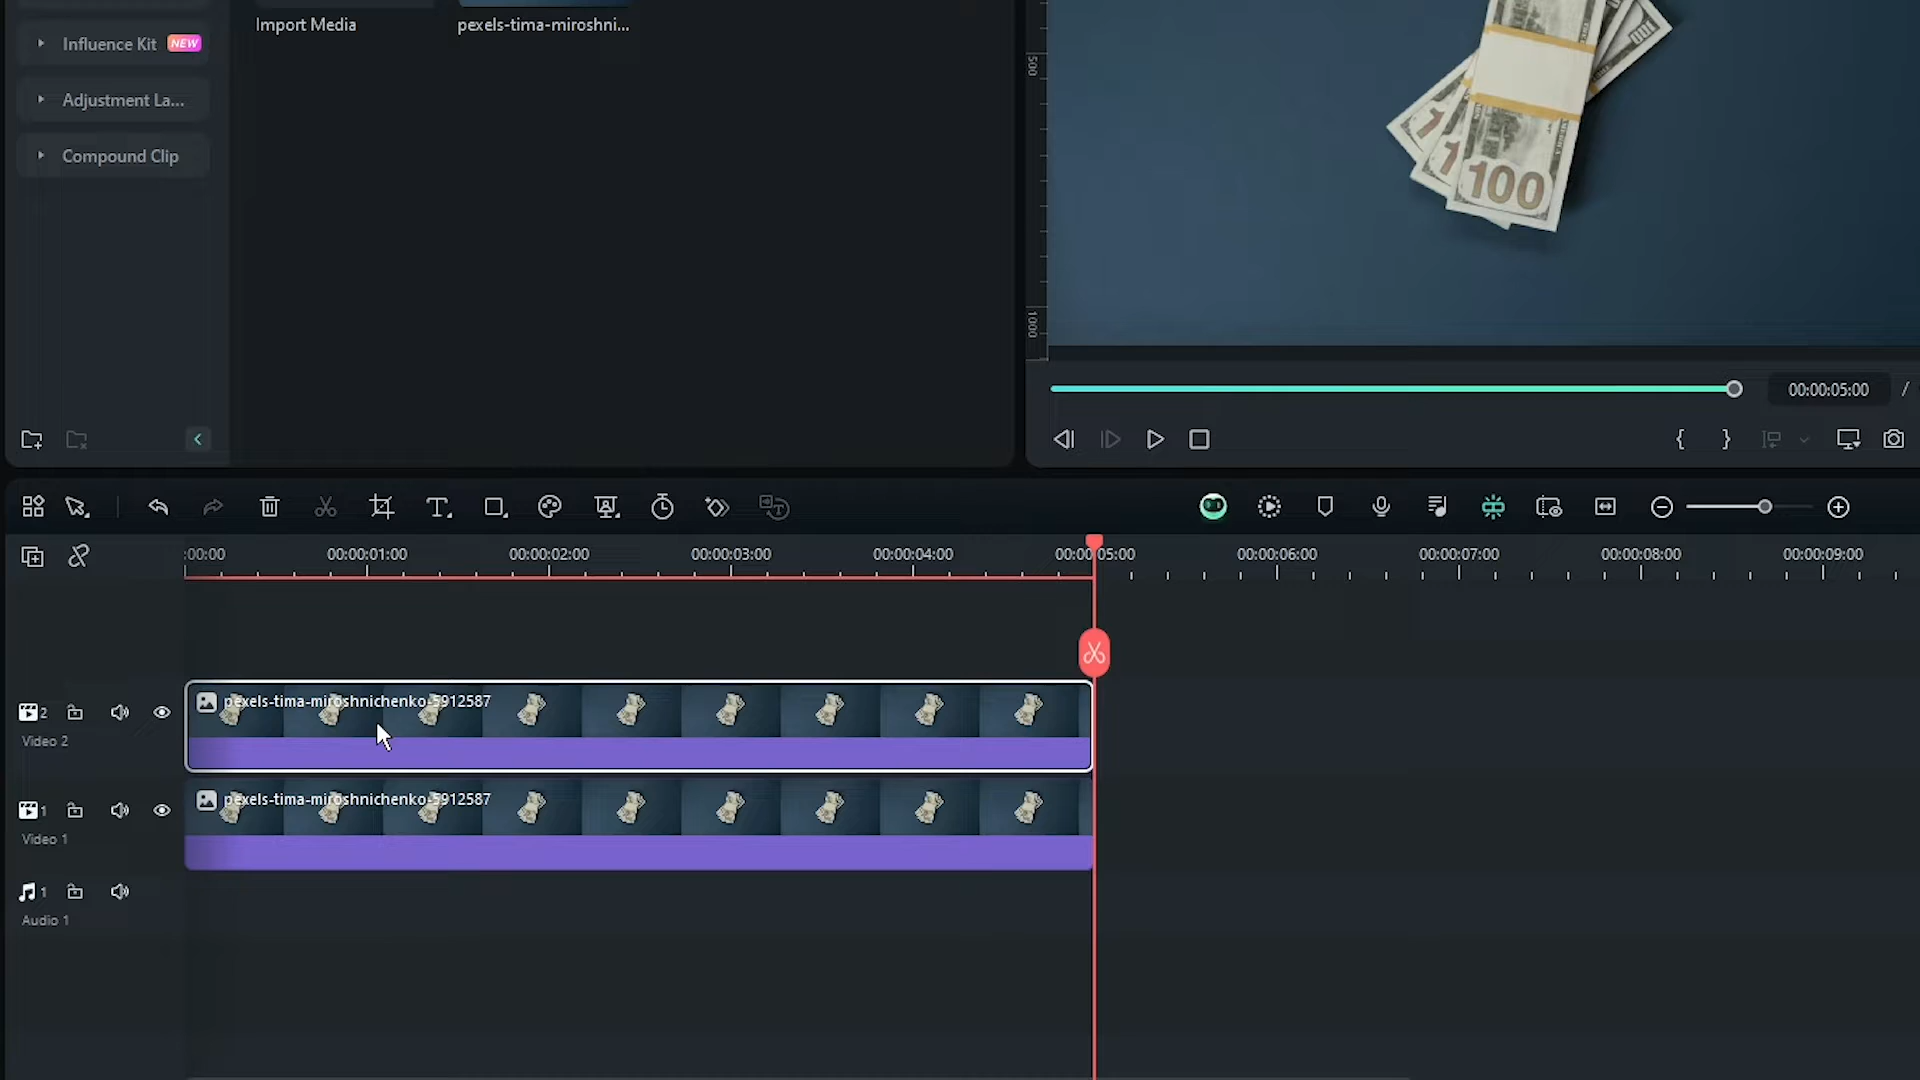 Import Media
pexels-tima-miroshni...
Influence Kit NEW
Adjustment La...
Compound Clip
500
1000
100
00:00:05:00 /
:00:00 00:00:01:00 00:00:02:00 00:00:03:00 00:00:04:00 00:00:05:00 00:00:06:00 00:00:07:00 00:00:08:00 00:00:09:00
2
pexels-tima-miroshnichenko-5912587
Video 2
1
pexels-tima-miroshnichenko-5912587
Video 1
1
Audio 1